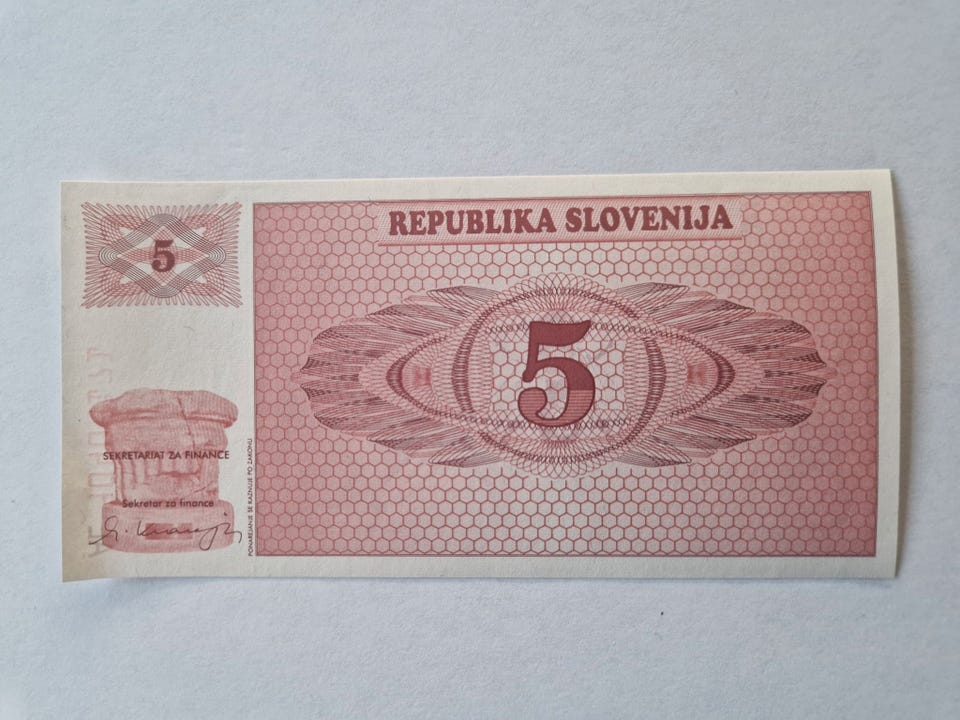 REPUBLIKA SLOVENIJA
5
5
SEKRETARIAT ZA FINANCE
Sekretar za finance
PONAREJANJE SE KAZNUJE PO ZAKONU